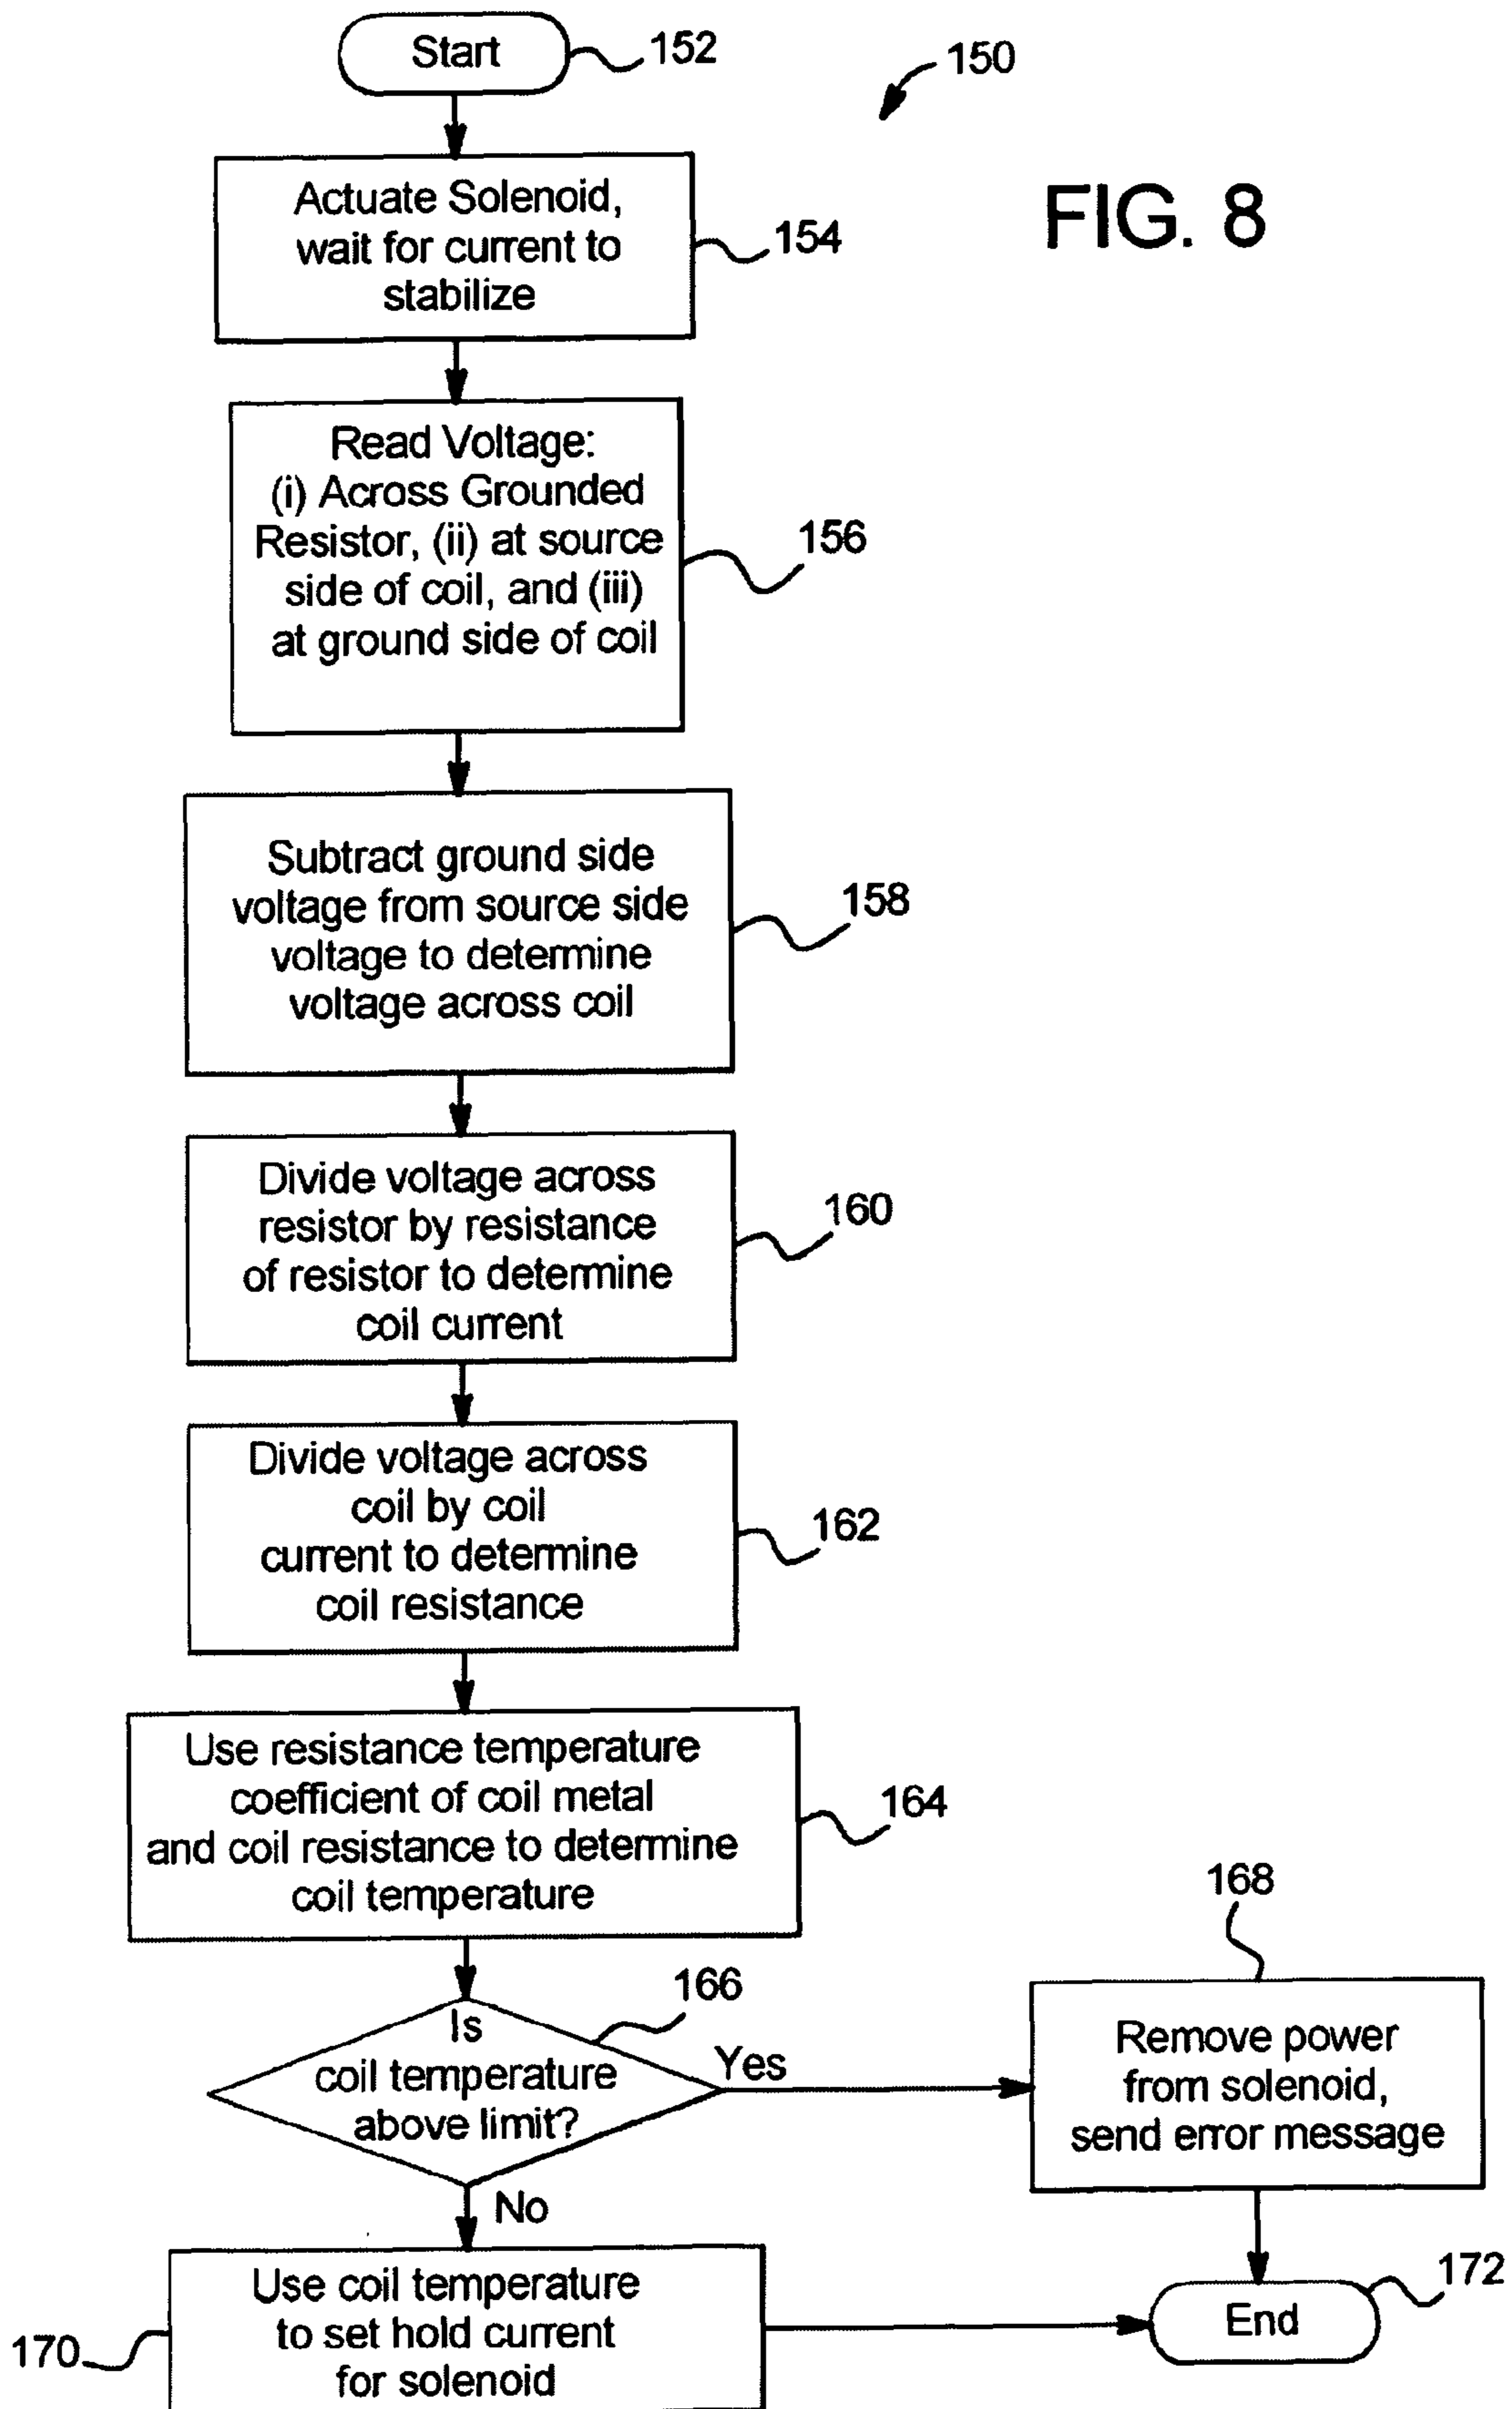 Start
152
150
FIG. 8
Actuate Solenoid,
wait for current to
stabilize
154
Read Voltage:
(i) Across Grounded
Resistor, (ii) at source
side of coil, and (iii)
at ground side of coil
156
Subtract ground side
voltage from source side
voltage to determine
voltage across coil
158
Divide voltage across
resistor by resistance
of resistor to determine
coil current
160
Divide voltage across
coil by coil
current to determine
coil resistance
162
Use resistance temperature
coefficient of coil metal
and coil resistance to determine
coil temperature
164
Is
coil temperature
above limit?
166
Yes
No
168
Remove power
from solenoid,
send error message
Use coil temperature
to set hold current
for solenoid
170
End
172